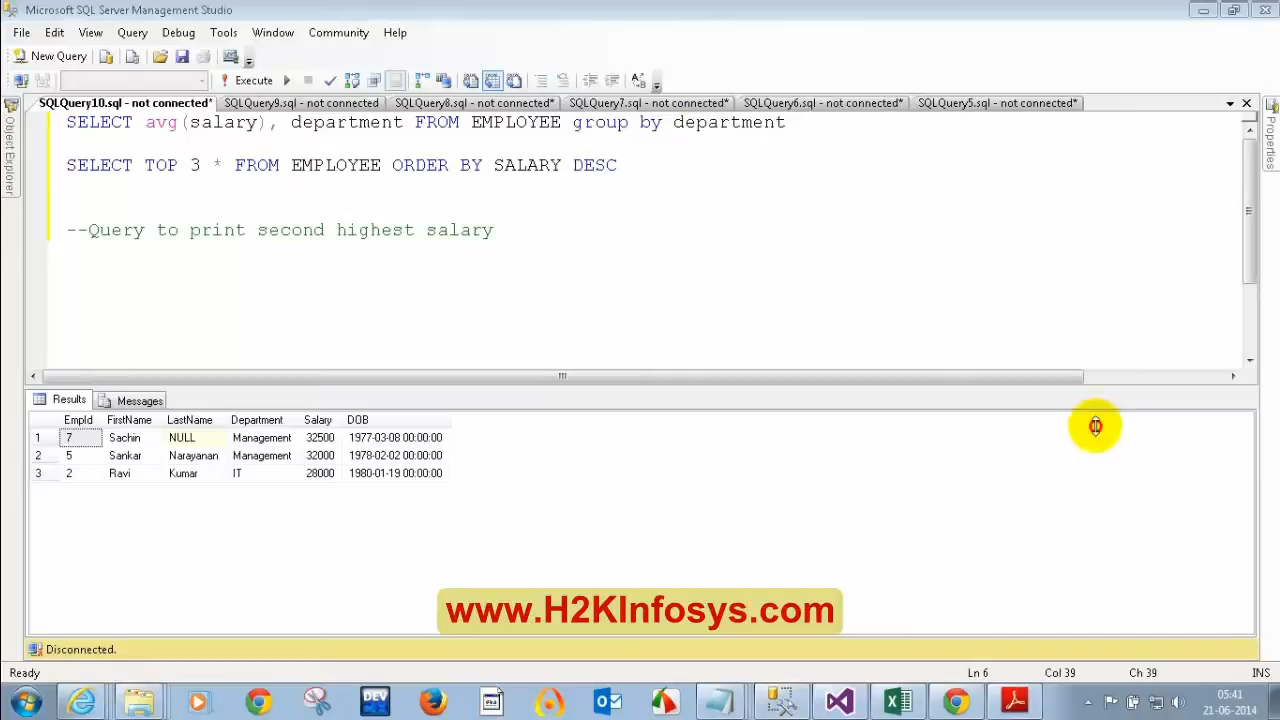 Microsoft SQL Server Management Studio
File Edit View Query Debug Tools Window Community Help
New Query
Execute
SQLQuery10.sql - not connected* SQLQuery9.sql - not connected SQLQuery8.sql - not connected* SQLQuery7.sql - not connected* SQLQuery6.sql - not connected* SQLQuery5.sql - not connected*
Object Explorer
Properties
SELECT avg(salary), department FROM EMPLOYEE group by department
SELECT TOP 3 * FROM EMPLOYEE ORDER BY SALARY DESC
--Query to print second highest salary
Results Messages
EmpId FirstName LastName Department Salary DOB
1 7 Sachin NULL Management 32500 1977-03-08 00:00:00
2 5 Sankar Narayanan Management 32000 1978-02-02 00:00:00
3 2 Ravi Kumar IT 28000 1980-01-19 00:00:00
www.H2KInfosys.com
Disconnected.
Ready Ln 6 Col 39 Ch 39 INS
DEV
05:41
21-06-2014